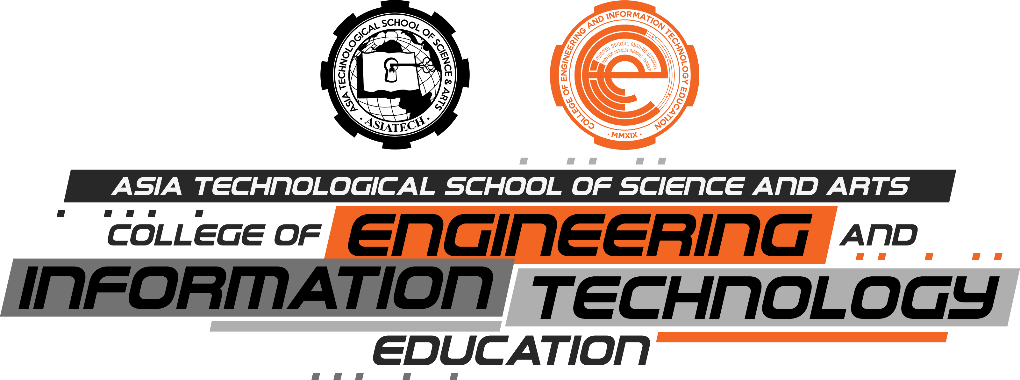 ASIA TECHNOLOGICAL SCHOOL OF SCIENCE & ARTS
· ASIATECH ·
COLLEGE OF ENGINEERING AND INFORMATION TECHNOLOGY EDUCATION
· MMXIX ·
ASIA TECHNOLOGICAL SCHOOL OF SCIENCE AND ARTS
COLLEGE OF ENGINEERING AND
INFORMATION TECHNOLOGY
EDUCATION